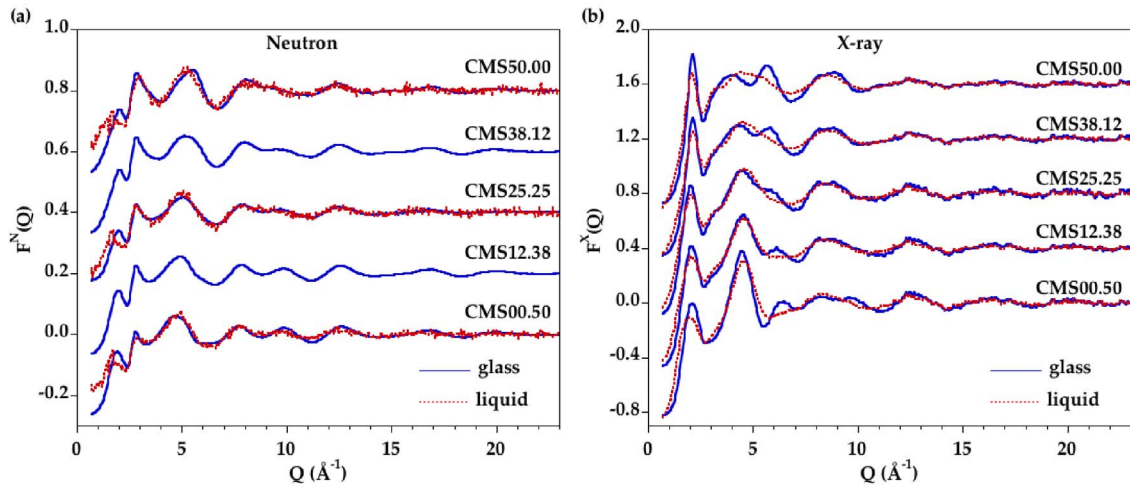 (a)
Neutron
1.0
0.8
0.6
0.4
0.2
0.0
-0.2
F^N(Q)
CMS50.00
CMS38.12
CMS25.25
CMS12.38
CMS00.50
glass
liquid
0 5 10 15 20
Q (Å⁻¹)
(b)
X-ray
2.0
1.6
1.2
0.8
0.4
0.0
-0.4
-0.8
F^X(Q)
CMS50.00
CMS38.12
CMS25.25
CMS12.38
CMS00.50
glass
liquid
0 5 10 15 20
Q (Å⁻¹)